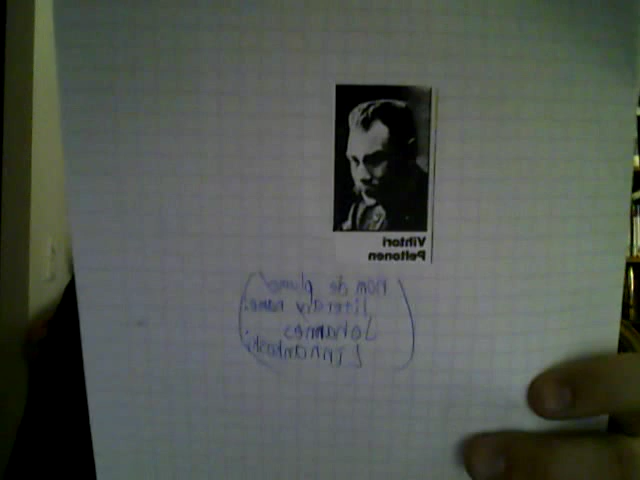 Vihtori
Peltonen
(nom de plume/
literary name:
Johannes
Linnankoski)